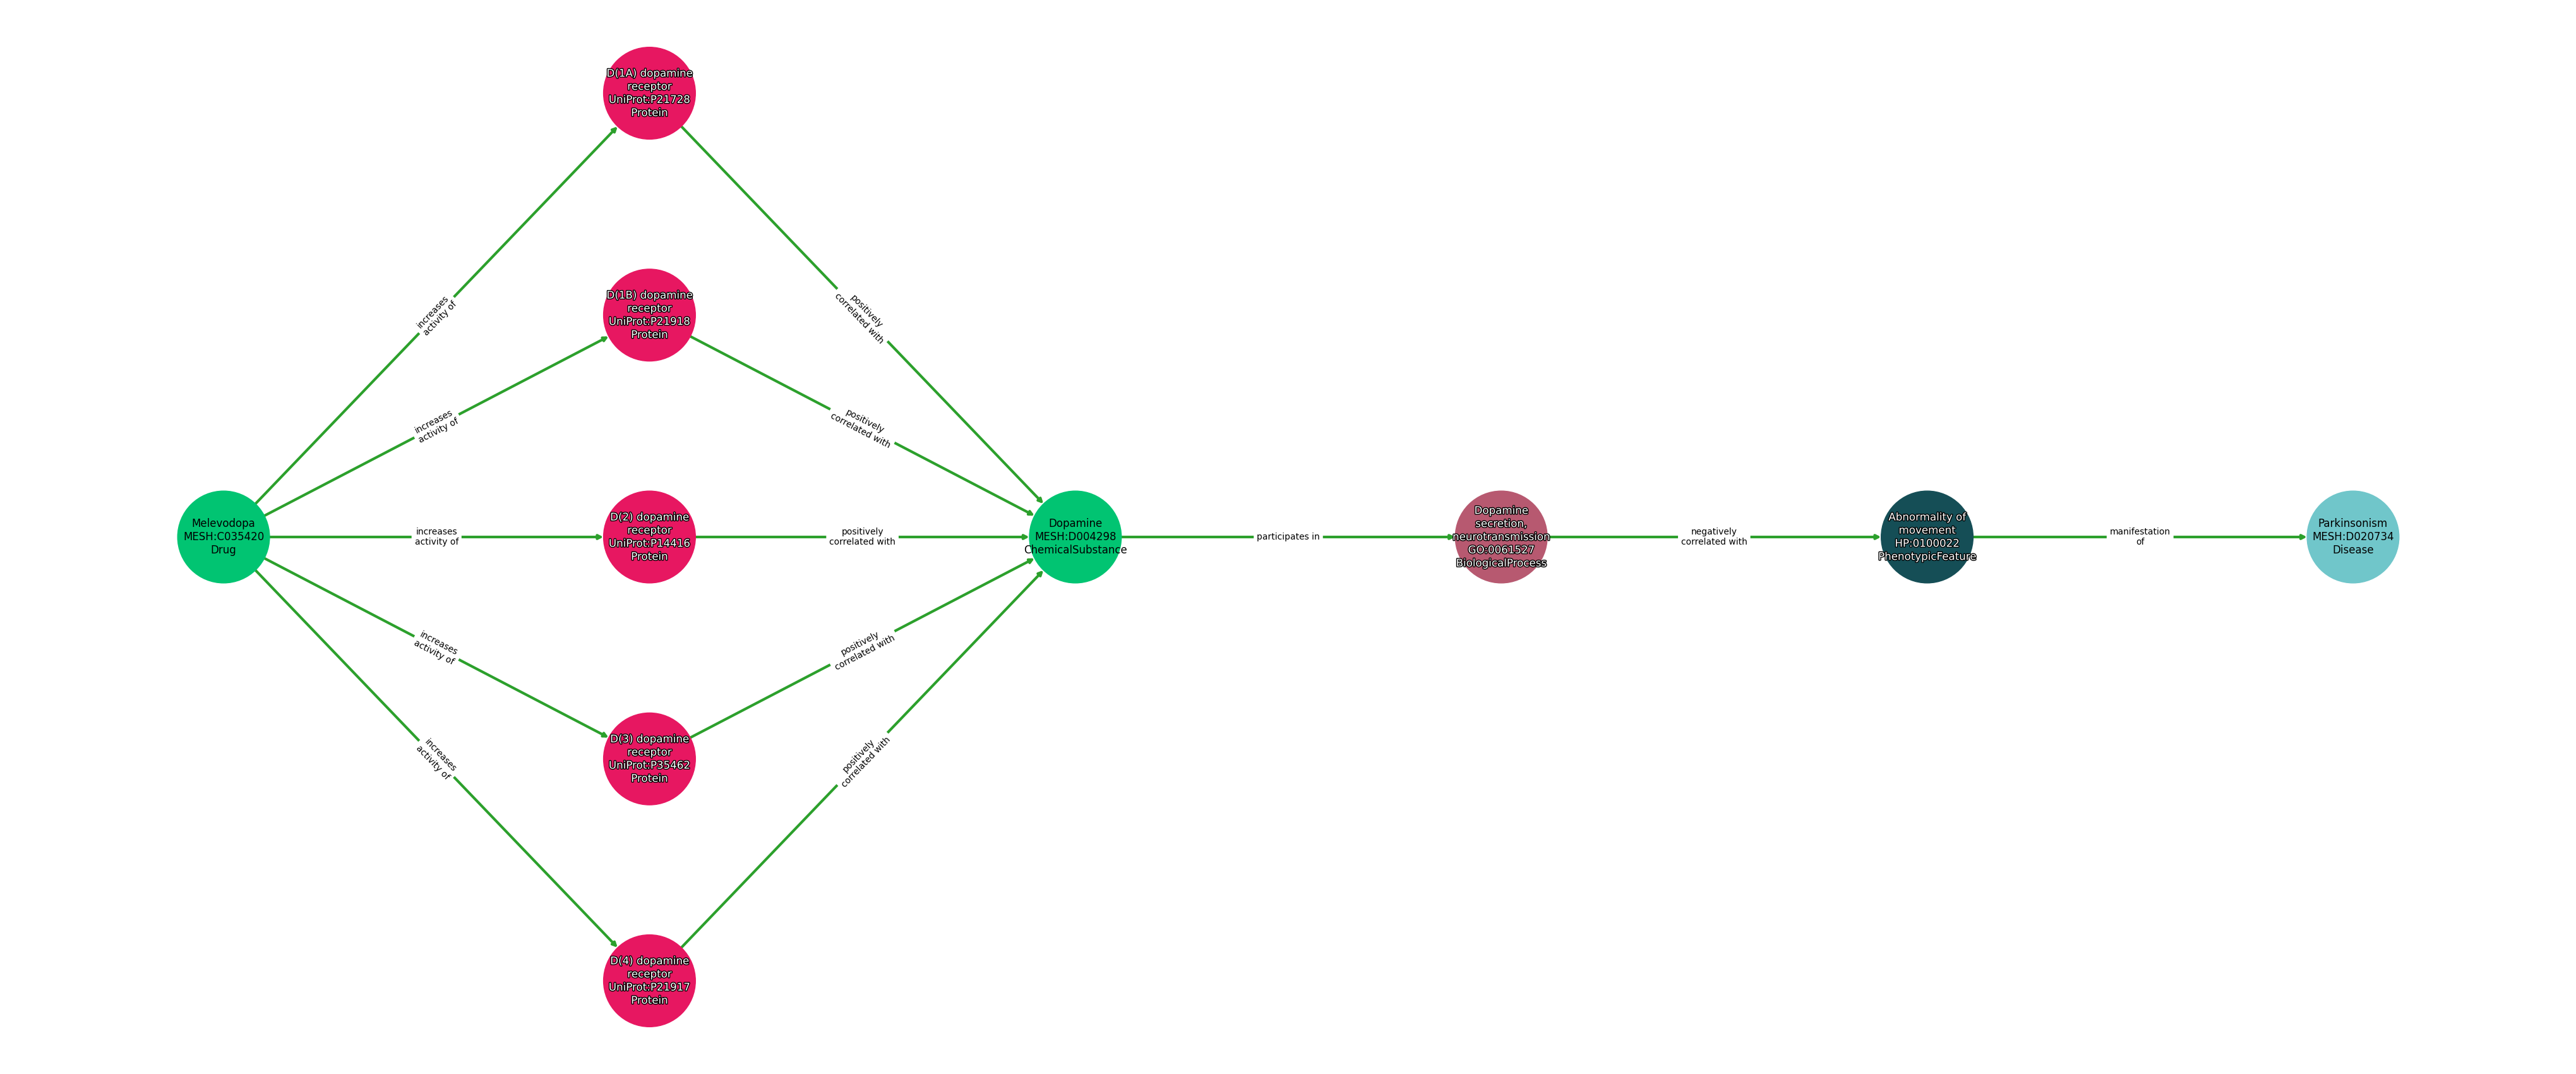 D(1A) dopamine
receptor
UniProt:P21728
Protein
increases
activity of
positively
correlated with
D(1B) dopamine
receptor
UniProt:P21918
Protein
increases
activity of
positively
correlated with
Melevodopa
MESH:C035420
Drug
increases
activity of
D(2) dopamine
receptor
UniProt:P14416
Protein
positively
correlated with
Dopamine
MESH:D004298
ChemicalSubstance
participates in
Dopamine
secretion,
neurotransmission
GO:0061527
BiologicalProcess
negatively
correlated with
Abnormality of
movement
HP:0100022
PhenotypicFeature
manifestation
of
Parkinsonism
MESH:D020734
Disease
increases
activity of
positively
correlated with
D(3) dopamine
receptor
UniProt:P35462
Protein
increases
activity of
positively
correlated with
D(4) dopamine
receptor
UniProt:P21917
Protein